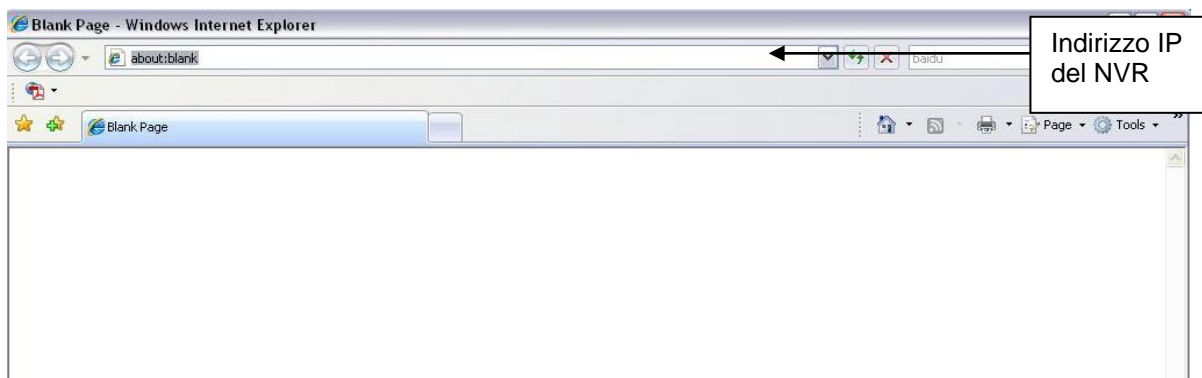 Blank Page - Windows Internet Explorer
Indirizzo IP
del NVR
about:blank
baidu
Blank Page
Page
Tools